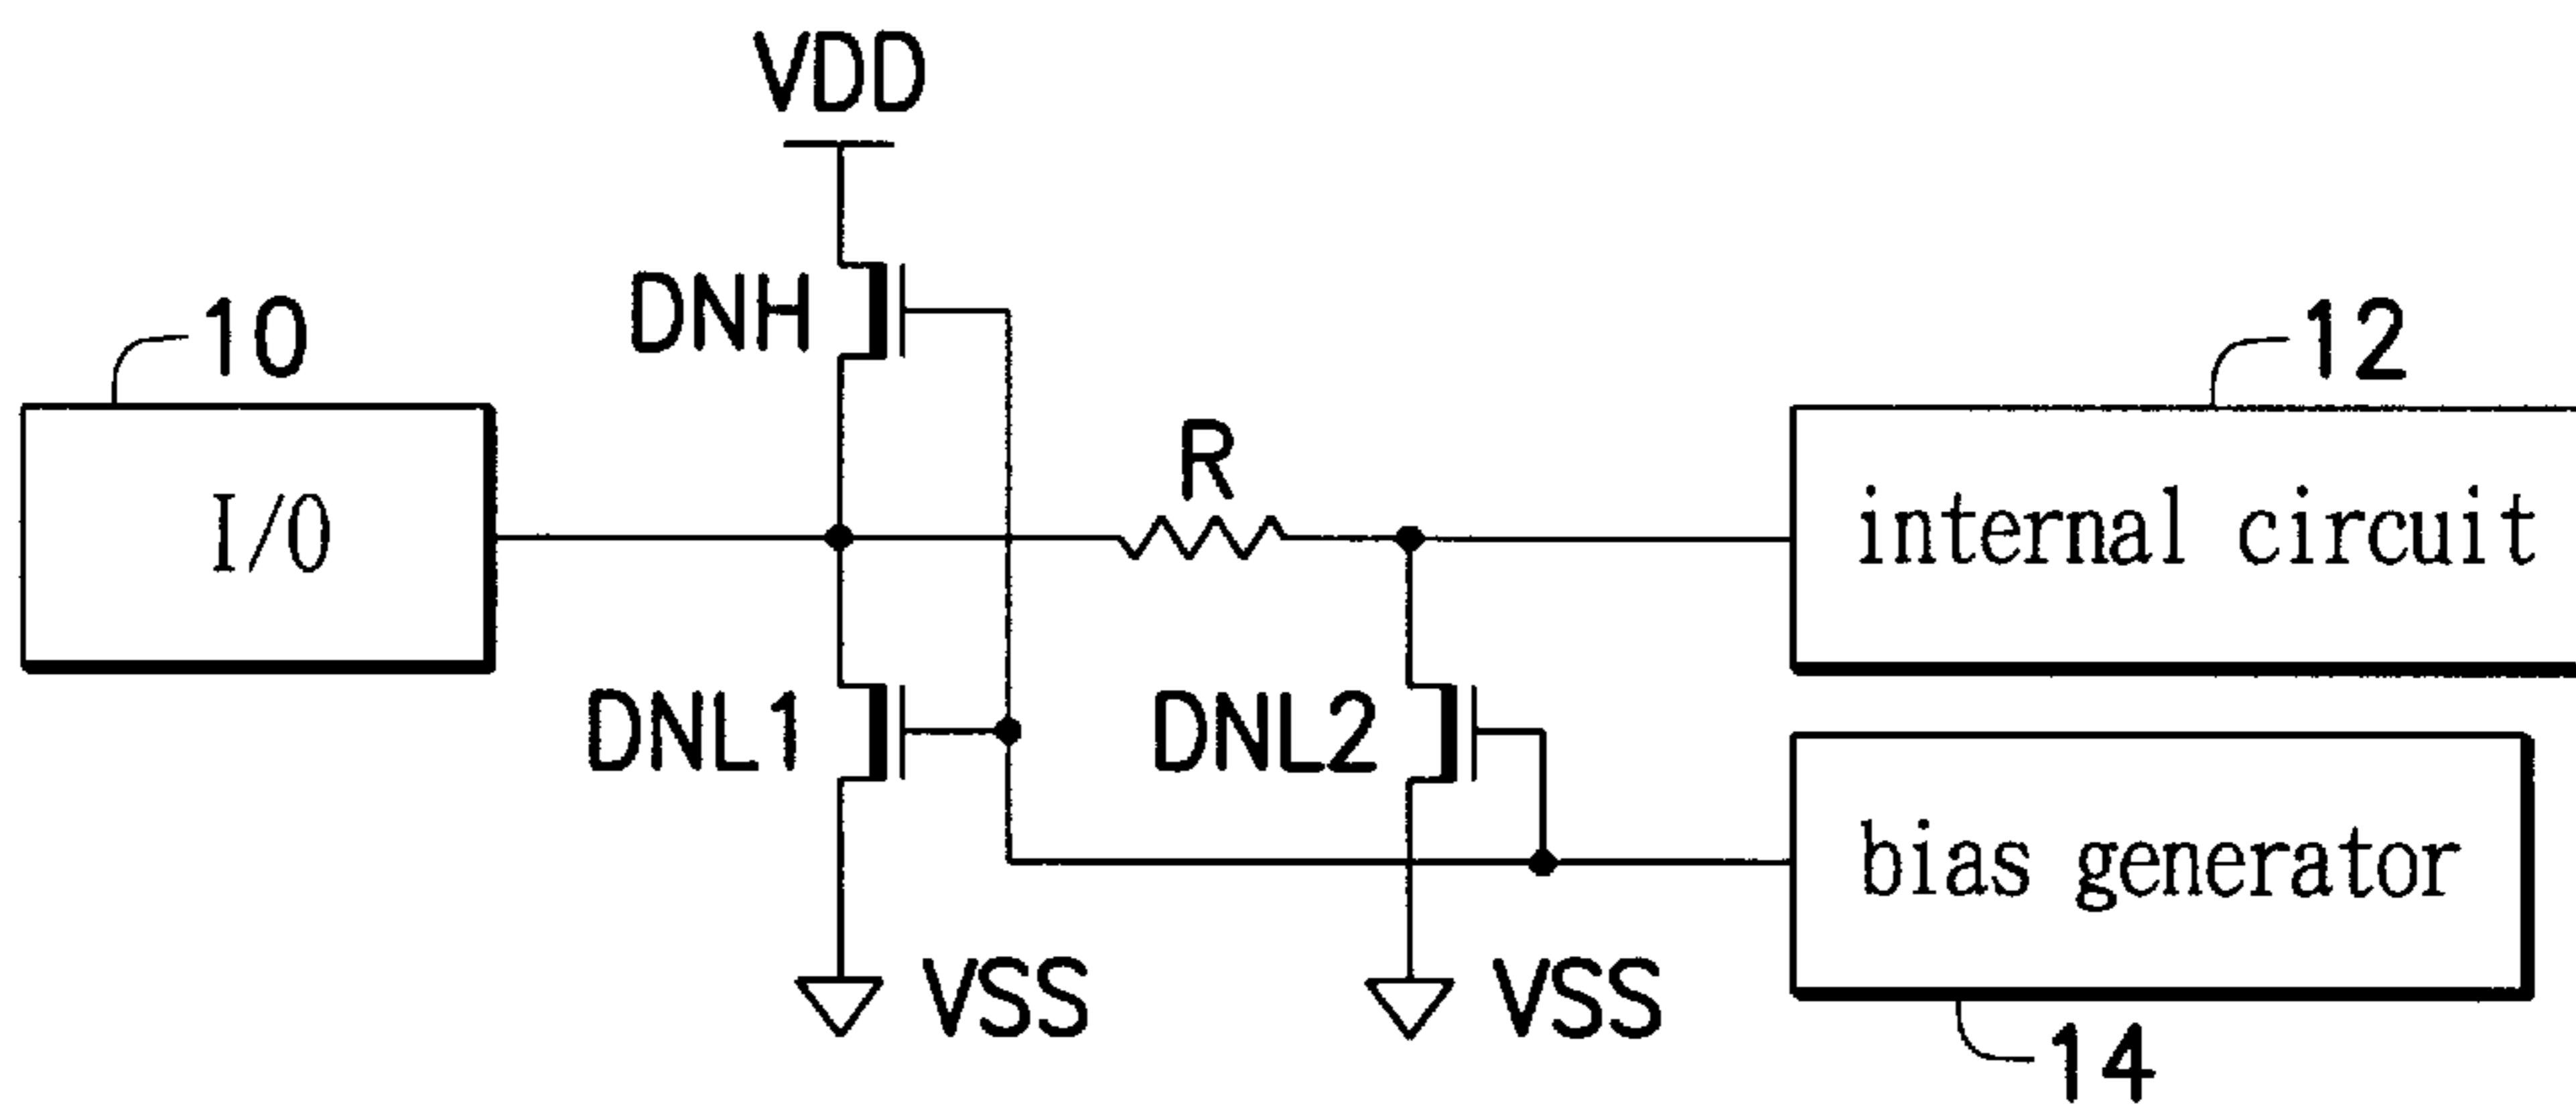 VDD
DNH
10
12
R
I/O
internal circuit
DNL1
DNL2
bias generator
VSS
VSS
14